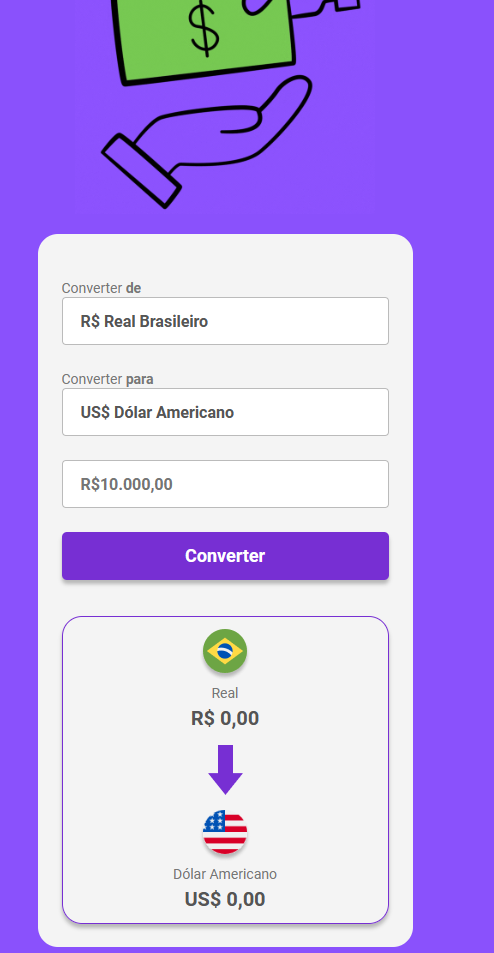 $
Converter de
R$ Real Brasileiro
Converter para
US$ Dólar Americano
R$10.000,00
Converter
Real
R$ 0,00
Dólar Americano
US$ 0,00